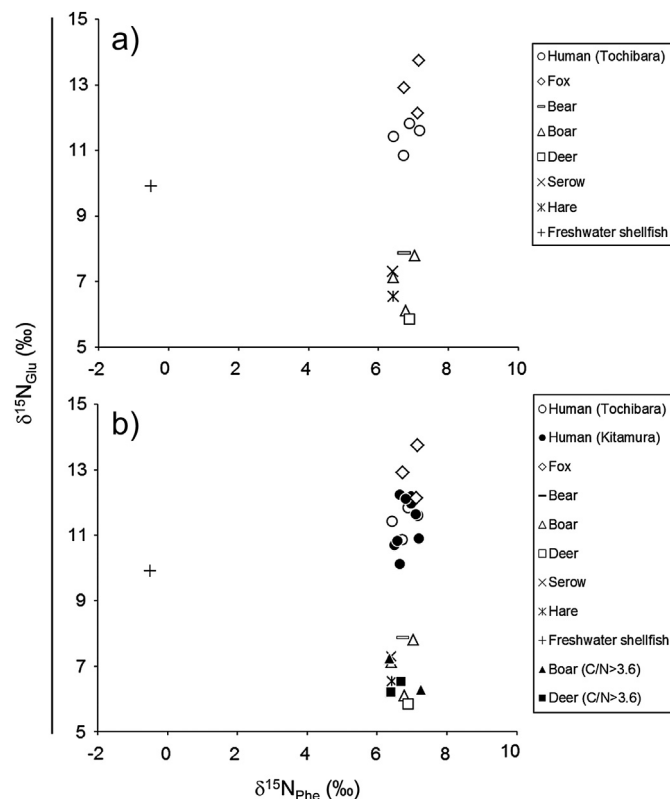 a)
15
13
11
9
7
5
-2
0
2
4
6
8
10
Human (Tochibara)
Fox
Bear
Boar
Deer
Serow
Hare
Freshwater shellfish
δ¹⁵N_Glu (‰)
b)
15
13
11
9
7
5
-2
0
2
4
6
8
10
Human (Tochibara)
Human (Kitamura)
Fox
Bear
Boar
Deer
Serow
Hare
Freshwater shellfish
Boar (C/N>3.6)
Deer (C/N>3.6)
δ¹⁵N_Phe (‰)